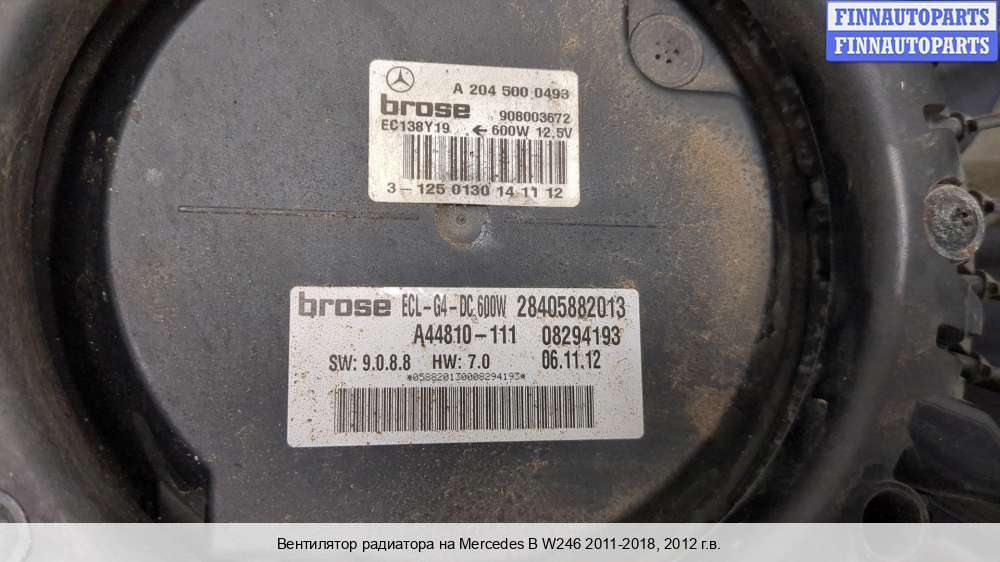 FINNAUTOPARTS
FINNAUTOPARTS
A 204 500 0493
brose
908003672
EC138Y19 ← 600W 12,5V
3-125 0130 14 11 12
brose ECL-G4-DC 600W 28405882013
A44810-111 08294193
SW: 9.0.8.8 HW: 7.0 06.11.12
*058820130008294193*
Вентилятор радиатора на Mercedes B W246 2011-2018, 2012 г.в.